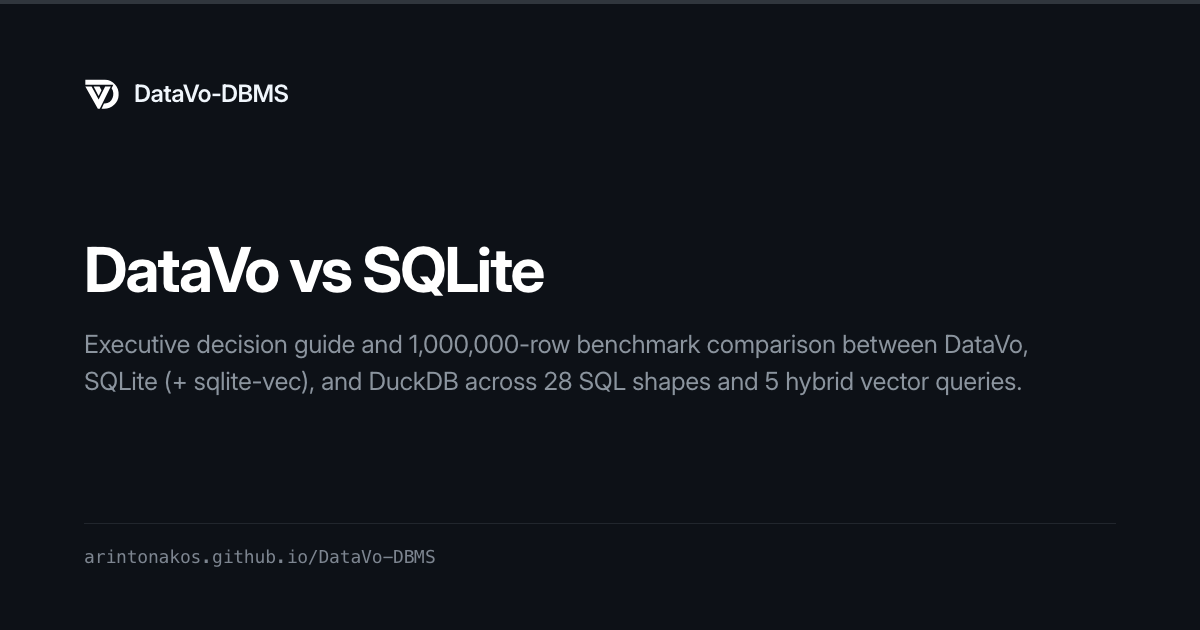 DataVo-DBMS
DataVo vs SQLite
Executive decision guide and 1,000,000-row benchmark comparison between DataVo,
SQLite (+ sqlite-vec), and DuckDB across 28 SQL shapes and 5 hybrid vector queries.
arintonakos.github.io/DataVo-DBMS